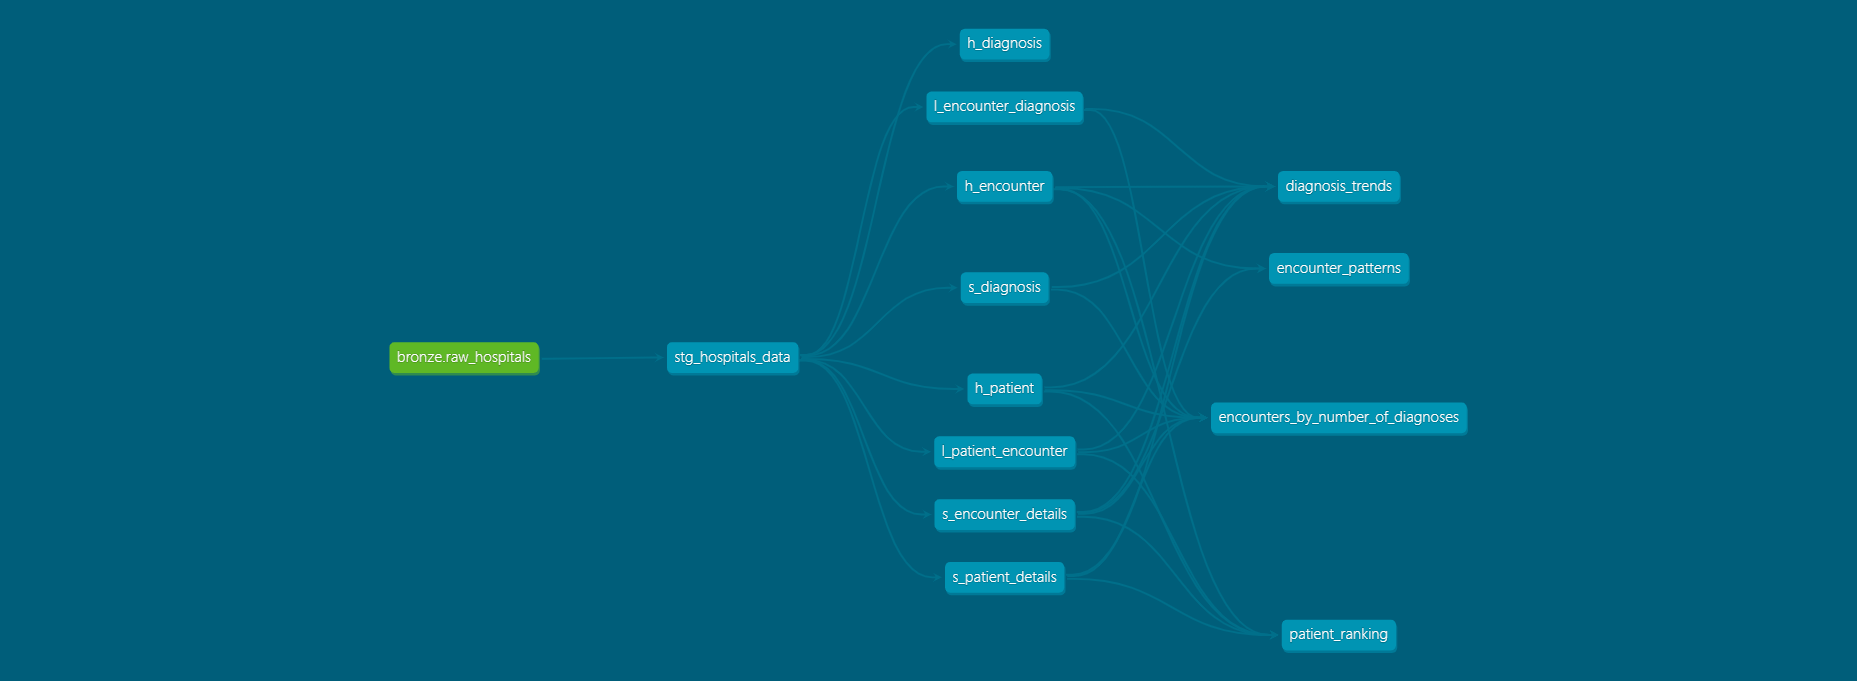 h_diagnosis
l_encounter_diagnosis
h_encounter
diagnosis_trends
encounter_patterns
s_diagnosis
bronze.raw_hospitals
stg_hospitals_data
h_patient
encounters_by_number_of_diagnoses
l_patient_encounter
s_encounter_details
s_patient_details
patient_ranking